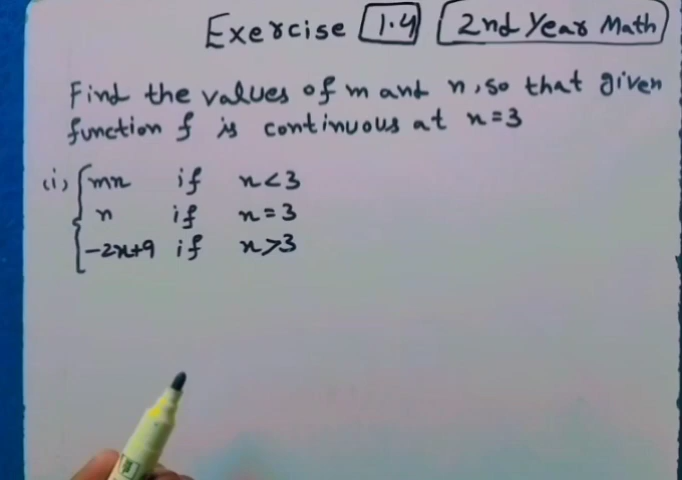 Exercise 1.4 2nd Year Math
Find the values of m and n, so that given
function f is continuous at x=3
(i) { mx if x<3
n if x=3
-2x+9 if x>3